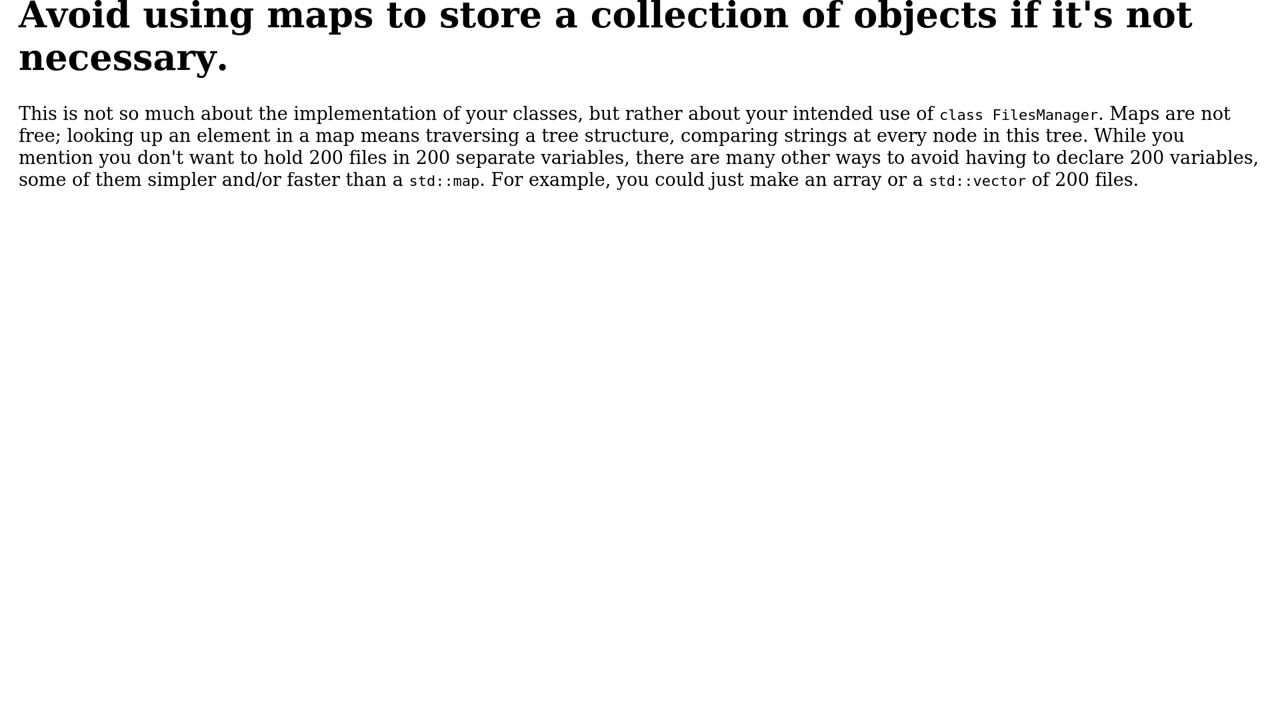 Avoid using maps to store a collection of objects if it's not
necessary.
This is not so much about the implementation of your classes, but rather about your intended use of class FilesManager. Maps are not
free; looking up an element in a map means traversing a tree structure, comparing strings at every node in this tree. While you
mention you don't want to hold 200 files in 200 separate variables, there are many other ways to avoid having to declare 200 variables,
some of them simpler and/or faster than a std::map. For example, you could just make an array or a std::vector of 200 files.